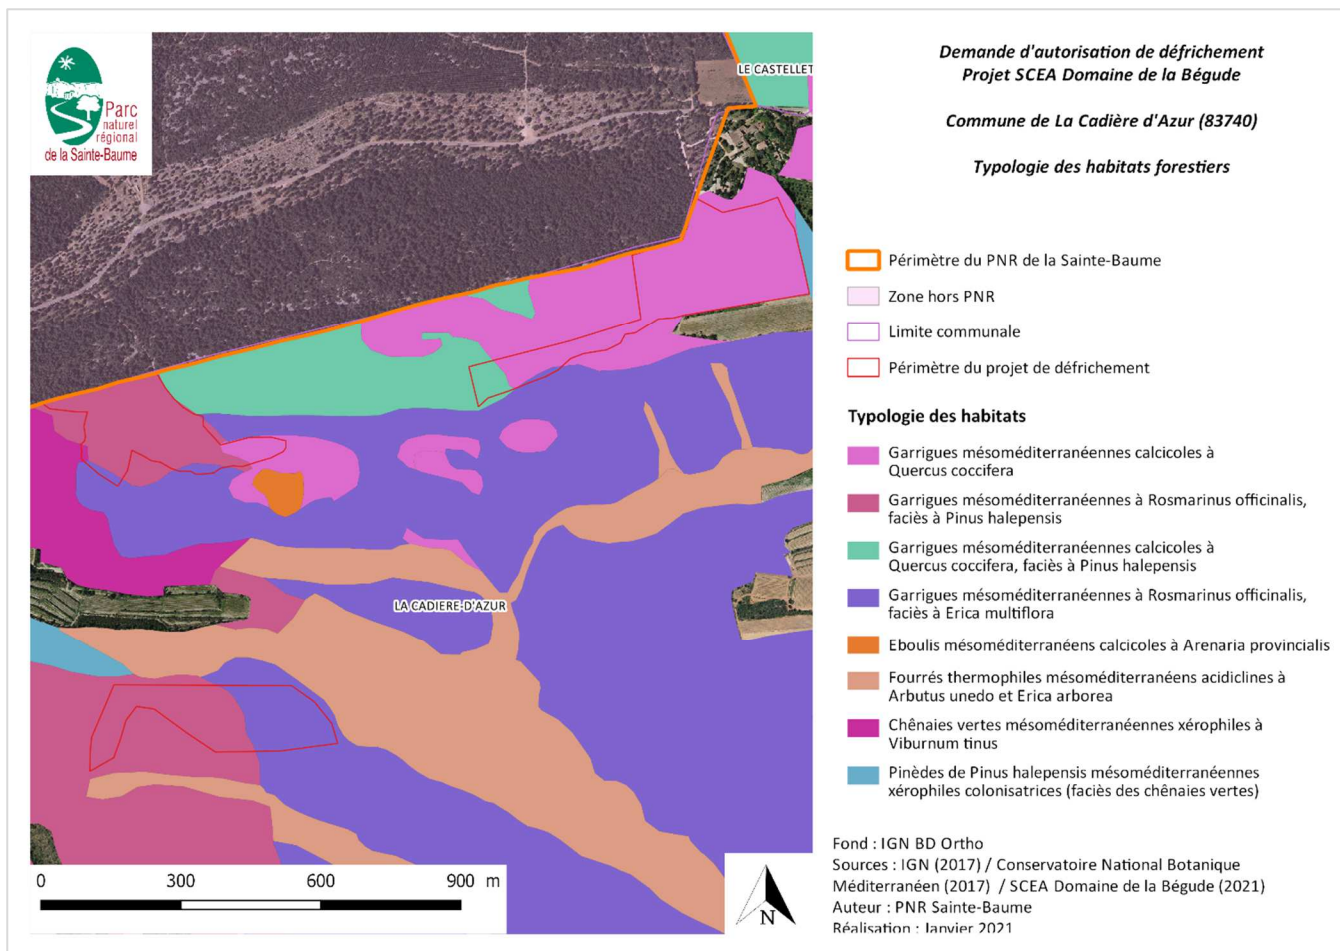 Parc
naturel
régional
de la Sainte-Baume
LE CASTELLET
LA CADIERE-D'AZUR
0 300 600 900 m
N
Demande d'autorisation de défrichement
Projet SCEA Domaine de la Bégude
Commune de La Cadière d'Azur (83740)
Typologie des habitats forestiers
Périmètre du PNR de la Sainte-Baume
Zone hors PNR
Limite communale
Périmètre du projet de défrichement
Typologie des habitats
Garrigues mésoméditerranéennes calcicoles à
Quercus coccifera
Garrigues mésoméditerranéennes à Rosmarinus officinalis,
faciès à Pinus halepensis
Garrigues mésoméditerranéennes calcicoles à
Quercus coccifera, faciès à Pinus halepensis
Garrigues mésoméditerranéennes à Rosmarinus officinalis,
faciès à Erica multiflora
Eboulis mésoméditerranéens calcicoles à Arenaria provincialis
Fourrés thermophiles mésoméditerranéens acidiclines à
Arbutus unedo et Erica arborea
Chênaies vertes mésoméditerranéennes xérophiles à
Viburnum tinus
Pinèdes de Pinus halepensis mésoméditerranéennes
xérophiles colonisatrices (faciès des chênaies vertes)
Fond : IGN BD Ortho
Sources : IGN (2017) / Conservatoire National Botanique
Méditerranéen (2017) / SCEA Domaine de la Bégude (2021)
Auteur : PNR Sainte-Baume
Réalisation : Janvier 2021